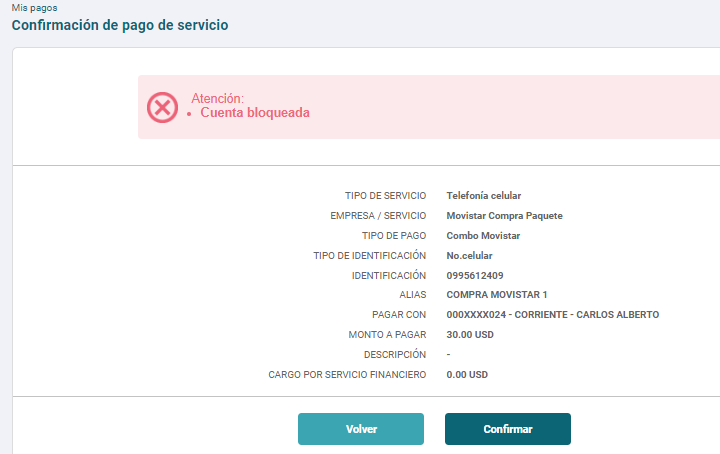 Mis pagos
Confirmación de pago de servicio
Atención:
• Cuenta bloqueada
TIPO DE SERVICIO Telefonía celular
EMPRESA / SERVICIO Movistar Compra Paquete
TIPO DE PAGO Combo Movistar
TIPO DE IDENTIFICACIÓN No.celular
IDENTIFICACIÓN 0995612409
ALIAS COMPRA MOVISTAR 1
PAGAR CON 000XXXX024 - CORRIENTE - CARLOS ALBERTO
MONTO A PAGAR 30.00 USD
DESCRIPCIÓN -
CARGO POR SERVICIO FINANCIERO 0.00 USD
Volver Confirmar